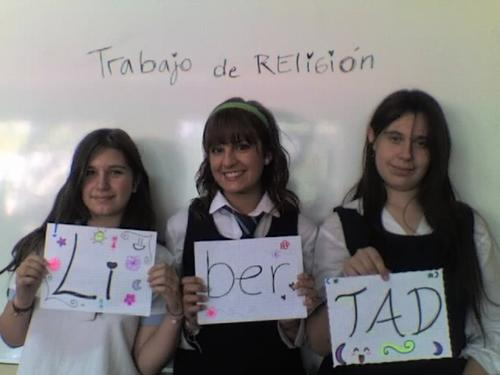 Trabajo de RELIGIÓN
Li ber TAD